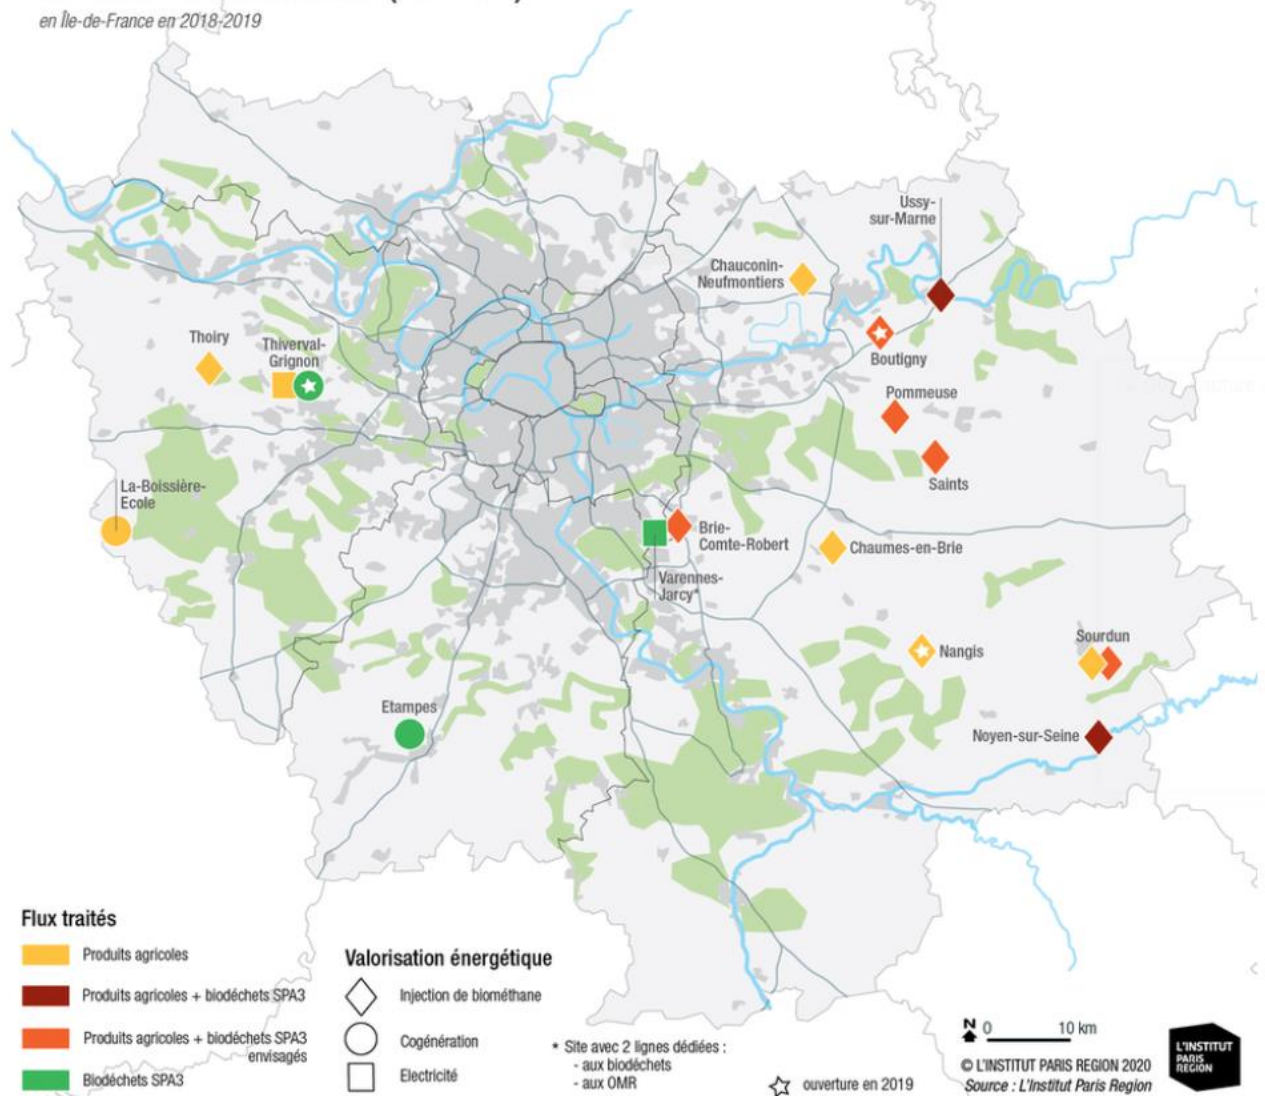 en Île-de-France en 2018-2019
Ussy-
sur-Marne
Chauconin-
Neufmontiers
Thoiry
Thiverval-
Grignon
Boutigny
Pommeuse
La-Boissière-
Ecole
Saints
Brie-
Comte-Robert
Chaumes-en-Brie
Varennes-
Jarcy*
Sourdun
Nangis
Etampes
Noyen-sur-Seine
Flux traités
Produits agricoles
Produits agricoles + biodéchets SPA3
Produits agricoles + biodéchets SPA3
envisagés
Biodéchets SPA3
Valorisation énergétique
Injection de biométhane
Cogénération
Electricité
* Site avec 2 lignes dédiées :
- aux biodéchets
- aux OMR
ouverture en 2019
N 0 10 km
© L'INSTITUT PARIS REGION 2020
Source : L'Institut Paris Region
L'INSTITUT
PARIS
REGION